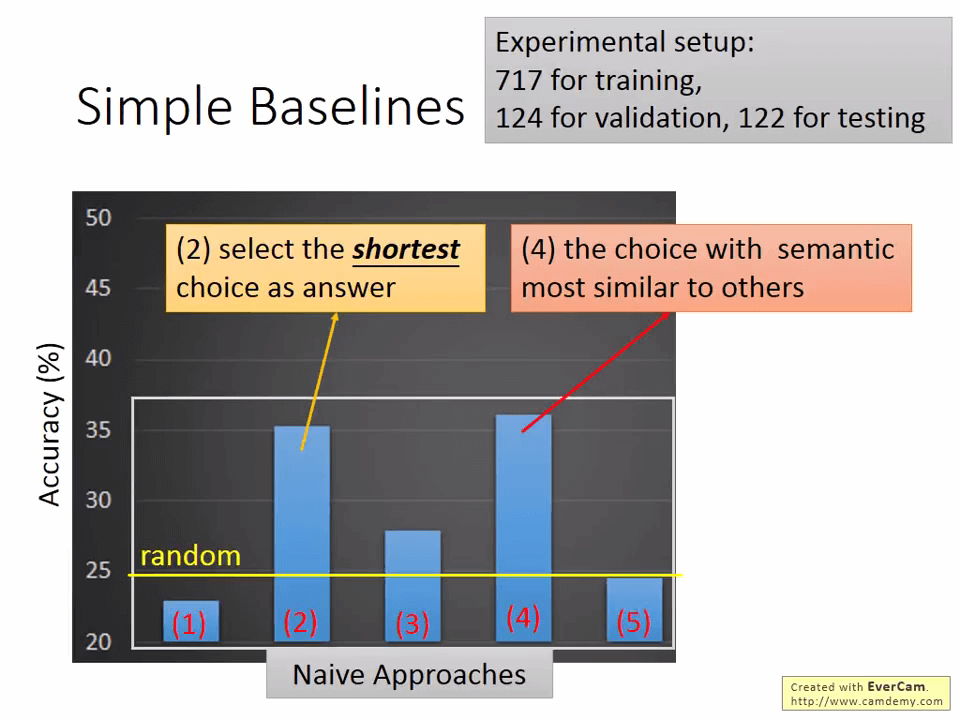 Experimental setup:
717 for training,
124 for validation, 122 for testing
Simple Baselines
50
45
40
35
30
25
20
Accuracy (%)
(2) select the shortest
choice as answer
(4) the choice with  semantic
most similar to others
random
(1)
(2)
(3)
(4)
(5)
Naive Approaches
Created with EverCam.
http://www.camdemy.com